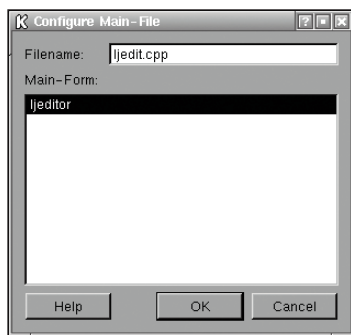 Configure Main-File
Filename: ljedit.cpp
Main-Form:
ljeditor
Help OK Cancel